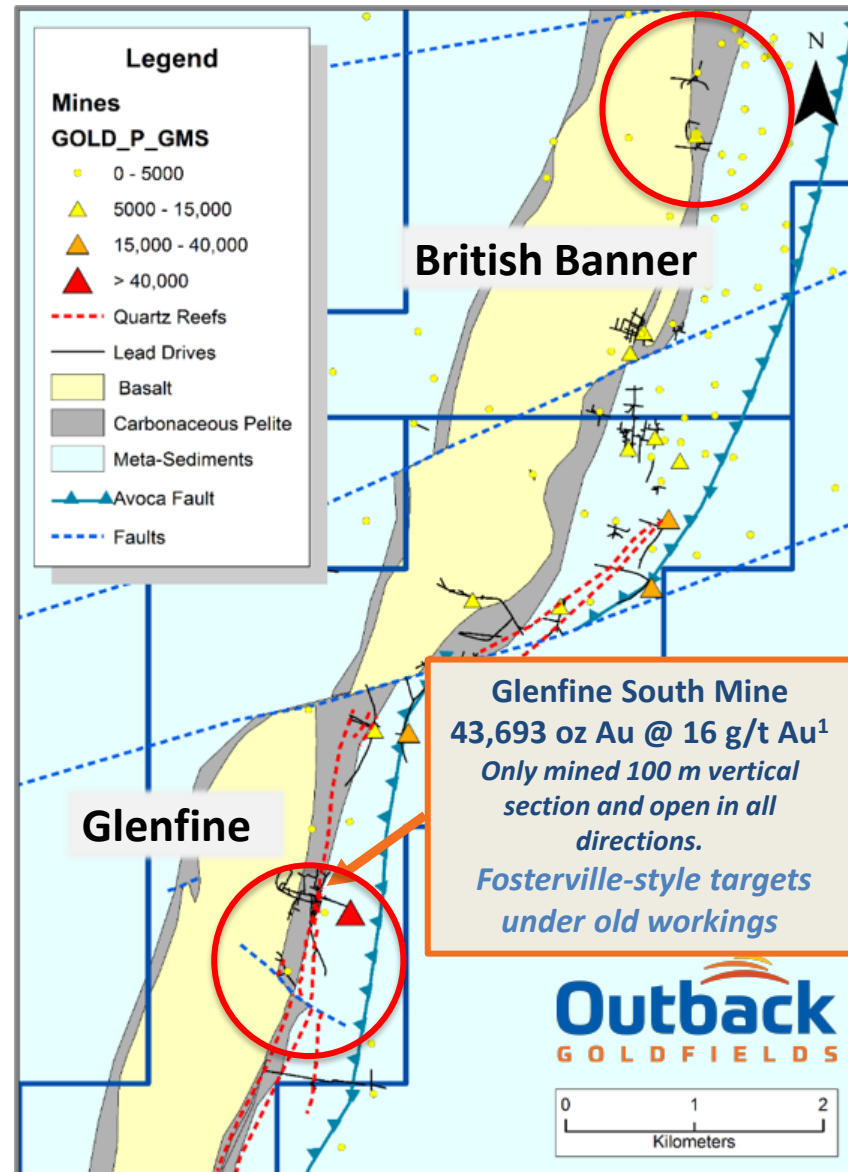 Legend
Mines
GOLD_P_GMS
0 - 5000
5000 - 15,000
15,000 - 40,000
> 40,000
Quartz Reefs
Lead Drives
Basalt
Carbonaceous Pelite
Meta-Sediments
Avoca Fault
Faults
N
British Banner
Glenfine South Mine
43,693 oz Au @ 16 g/t Au¹
Only mined 100 m vertical
section and open in all
directions.
Fosterville-style targets
under old workings
Glenfine
Outback
GOLDFIELDS
0 1 2
Kilometers